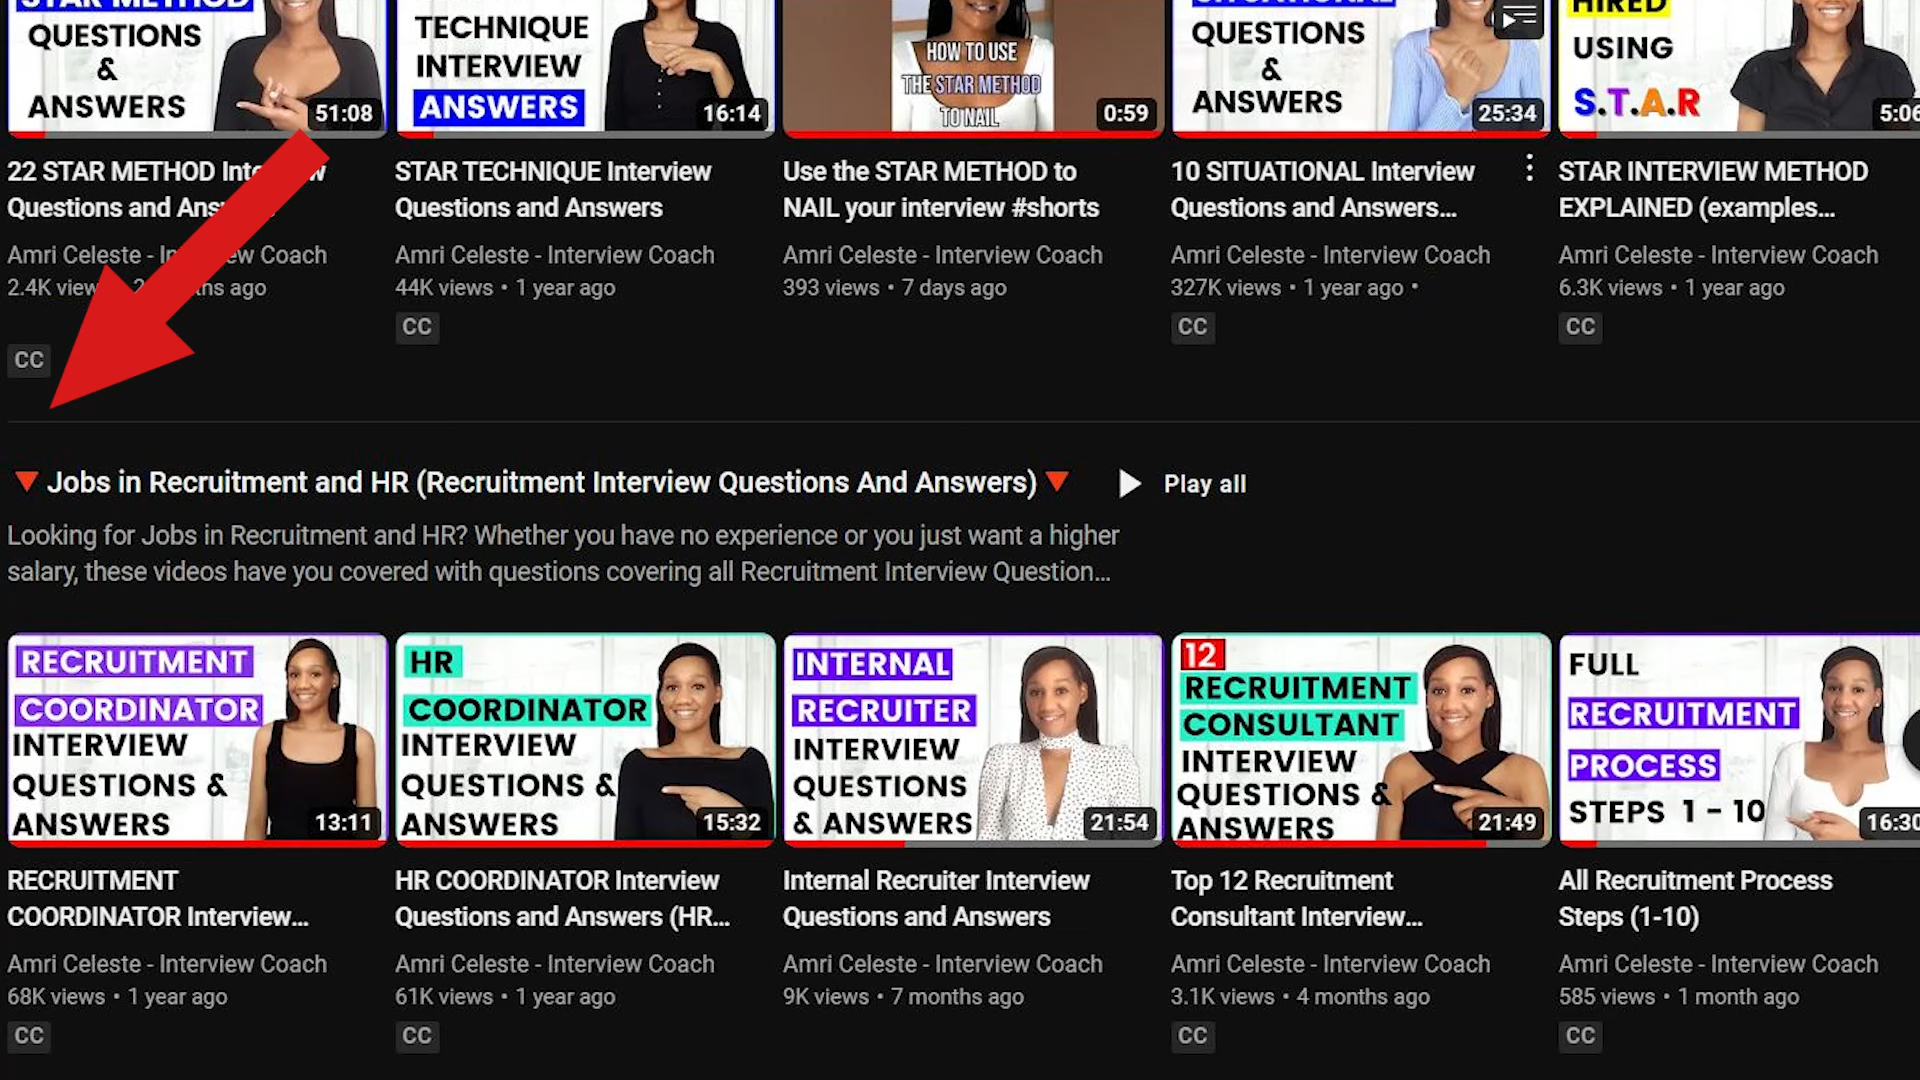 STAR METHOD
QUESTIONS
&
ANSWERS
51:08
TECHNIQUE
INTERVIEW
ANSWERS
16:14
HOW TO USE
THE STAR METHOD
TO NAIL
0:59
SITUATIONAL
QUESTIONS
&
ANSWERS
25:34
HIRED
USING
S.T.A.R
5:06
22 STAR METHOD
Questions and
STAR TECHNIQUE Interview
Questions and Answers
Use the STAR METHOD to
NAIL your interview #shorts
10 SITUATIONAL Interview
Questions and Answers...
STAR INTERVIEW METHOD
EXPLAINED (examples...
Amri Celeste - Coach
2.4K ago
Amri Celeste - Interview Coach
44K views • 1 year ago
Amri Celeste - Interview Coach
393 views • 7 days ago
Amri Celeste - Interview Coach
327K views • 1 year ago •
Amri Celeste - Interview Coach
6.3K views • 1 year ago
CC
CC
CC
CC
Jobs in Recruitment and HR (Recruitment Interview Questions And Answers)
Play all
Looking for Jobs in Recruitment and HR? Whether you have no experience or you just want a higher
salary, these videos have you covered with questions covering all Recruitment Interview Question...
RECRUITMENT
COORDINATOR
INTERVIEW
QUESTIONS &
ANSWERS
13:11
HR
COORDINATOR
INTERVIEW
QUESTIONS &
ANSWERS
15:32
INTERNAL
RECRUITER
INTERVIEW
QUESTIONS
& ANSWERS
21:54
12
RECRUITMENT
CONSULTANT
INTERVIEW
QUESTIONS &
ANSWERS
21:49
FULL
RECRUITMENT
PROCESS
STEPS 1 - 10
16:30
RECRUITMENT
COORDINATOR Interview...
HR COORDINATOR Interview
Questions and Answers (HR...
Internal Recruiter Interview
Questions and Answers
Top 12 Recruitment
Consultant Interview...
All Recruitment Process
Steps (1-10)
Amri Celeste - Interview Coach
68K views • 1 year ago
Amri Celeste - Interview Coach
61K views • 1 year ago
Amri Celeste - Interview Coach
9K views • 7 months ago
Amri Celeste - Interview Coach
3.1K views • 4 months ago
Amri Celeste - Interview Coach
585 views • 1 month ago
CC
CC
CC
CC